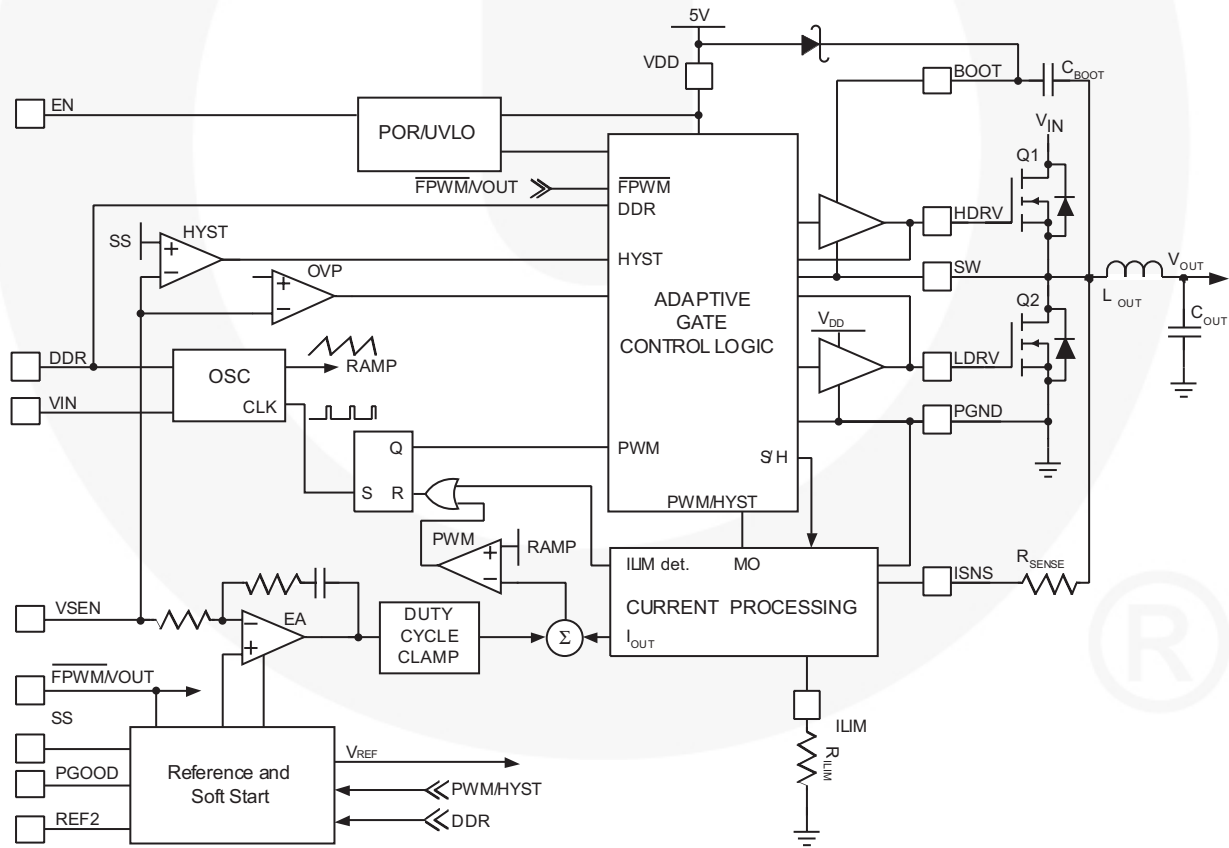 5V
VDD
BOOT
CBOOT
EN
POR/UVLO
VIN
Q1
FPWM/VOUT
FPWM
DDR
HDRV
SS
HYST
HYST
OVP
SW
VOUT
LOUT
COUT
ADAPTIVE
GATE
CONTROL LOGIC
VDD
Q2
DDR
OSC
RAMP
LDRV
VIN
CLK
PGND
Q
PWM
S/H
S
R
PWM/HYST
PWM
RAMP
ILIM det.
MO
ISNS
RSENSE
CURRENT PROCESSING
VSEN
EA
DUTY
CYCLE
CLAMP
Σ
IOUT
FPWM/VOUT
SS
ILIM
RILIM
VREF
PGOOD
Reference and
Soft Start
PWM/HYST
REF2
DDR
®